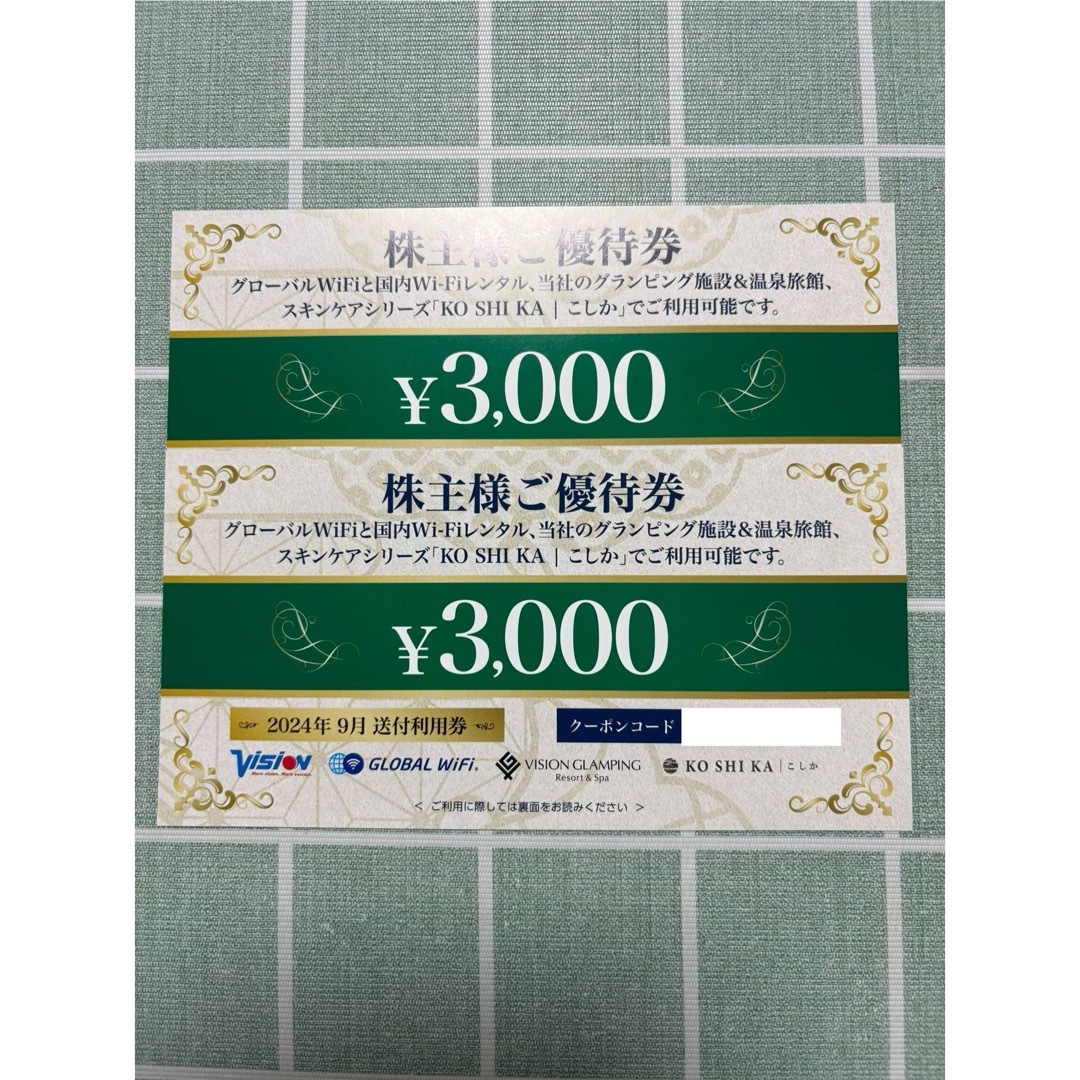 株主様ご優待券
グローバルWiFiと国内Wi-Fiレンタル、当社のグランピング施設&温泉旅館、
スキンケアシリーズ「KO SHI KA | こしか」でご利用可能です。
¥3,000
株主様ご優待券
グローバルWiFiと国内Wi-Fiレンタル、当社のグランピング施設&温泉旅館、
スキンケアシリーズ「KO SHI KA | こしか」でご利用可能です。
¥3,000
2024年 9月 送付利用券
クーポンコード
VISION
More vision. More success.
GLOBAL WiFi.
VISION GLAMPING
Resort & Spa
KO SHI KA | こしか
< ご利用に際しては裏面をお読みください >